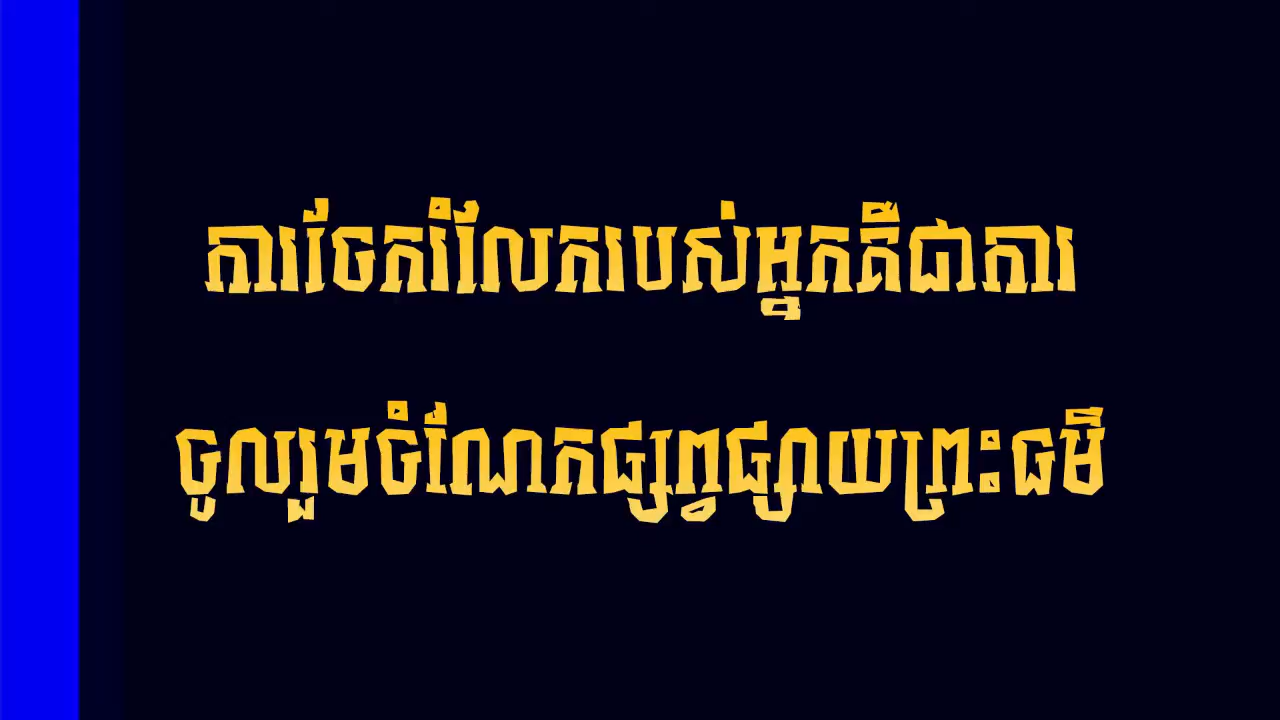 ការចែករំលែករបស់អ្នកគឺជាការ
ចូលរួមចំណែកផ្សព្វផ្សាយព្រះធម៌